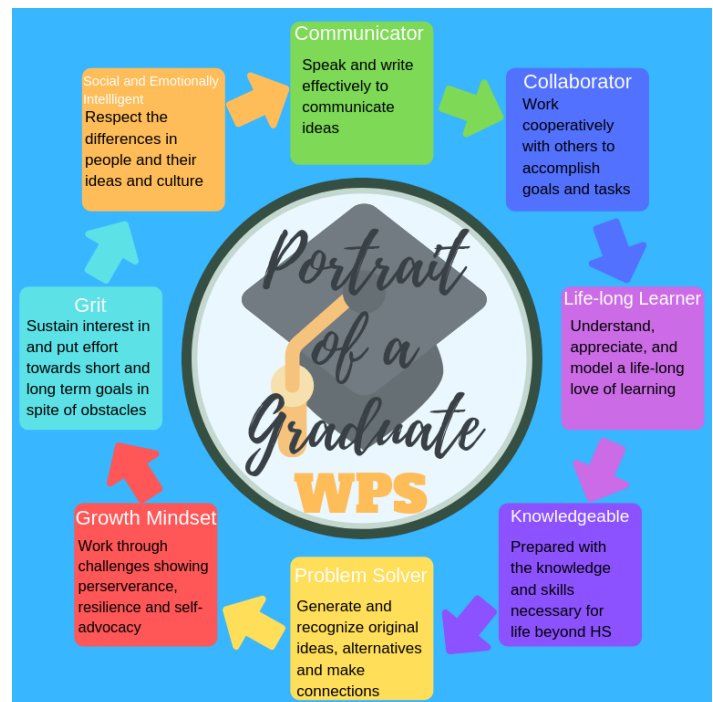 Communicator
Speak and write
effectively to
communicate
ideas
Collaborator
Work
cooperatively
with others to
accomplish
goals and tasks
Life-long Learner
Understand,
appreciate, and
model a life-long
love of learning
Knowledgeable
Prepared with
the knowledge
and skills
necessary for
life beyond HS
Problem Solver
Generate and
recognize original
ideas, alternatives
and make
connections
Growth Mindset
Work through
challenges showing
perserverance,
resilience and self-
advocacy
Grit
Sustain interest in
and put effort
towards short and
long term goals in
spite of obstacles
Social and Emotionally
Intellligent
Respect the
differences in
people and their
ideas and culture
Portrait
of a
Graduate
WPS